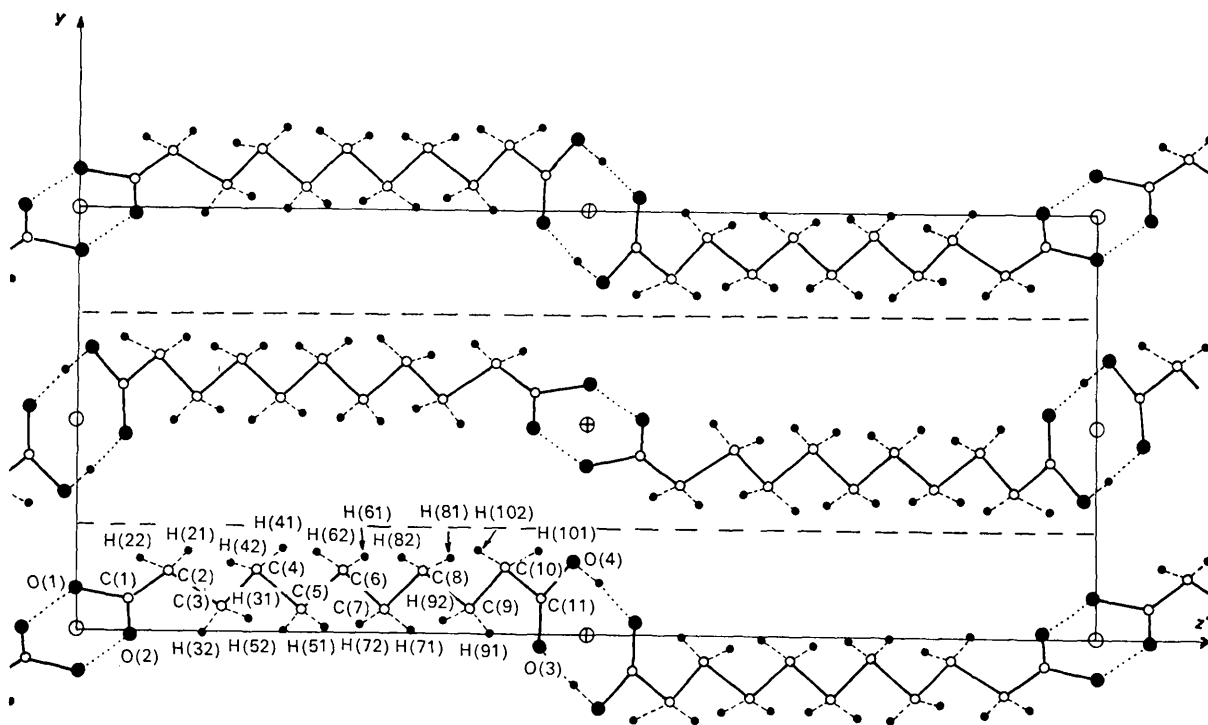 y
H(61) H(81) H(102)
H(41)
H(21) H(62) H(101)
H(22) H(42) H(82) O(4)
O(1) C(1) C(2) C(4) C(6) C(8) C(10)
C(3) H(31) C(5) C(7) H(92) C(9) C(11)
z
O(2) H(32) H(52) H(51) H(72) H(71) H(91) O(3)